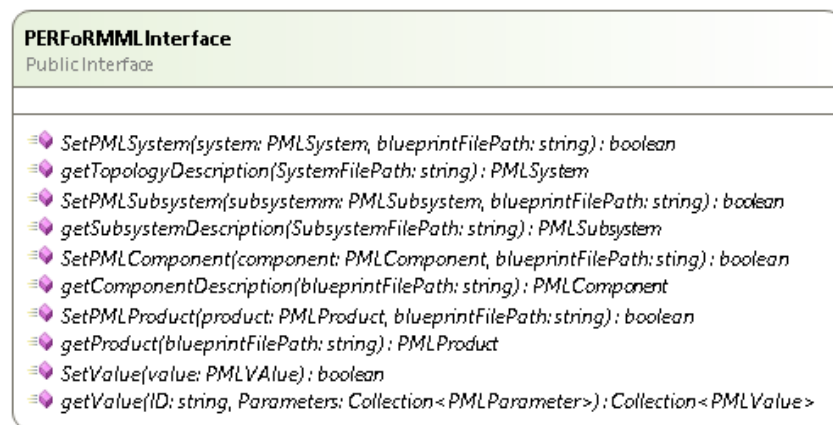 PERFoRMMLInterface
Public Interface
SetPMLSystem(system: PMLSystem, blueprintFilePath: string) : boolean
getTopologyDescription(SystemFilePath: string) : PMLSystem
SetPMLSubsystem(subsystemm: PMLSubsystem, blueprintFilePath: string) : boolean
getSubsystemDescription(SubsystemFilePath: string) : PMLSubsystem
SetPMLComponent(component: PMLComponent, blueprintFilePath: sting) : boolean
getComponentDescription(blueprintFilePath: string) : PMLComponent
SetPMLProduct(product: PMLProduct, blueprintFilePath: string) : boolean
getProduct(blueprintFilePath: string) : PMLProduct
SetValue(value: PMLVAlue) : boolean
getValue(ID: string, Parameters: Collection<PMLParameter>) : Collection<PMLValue>